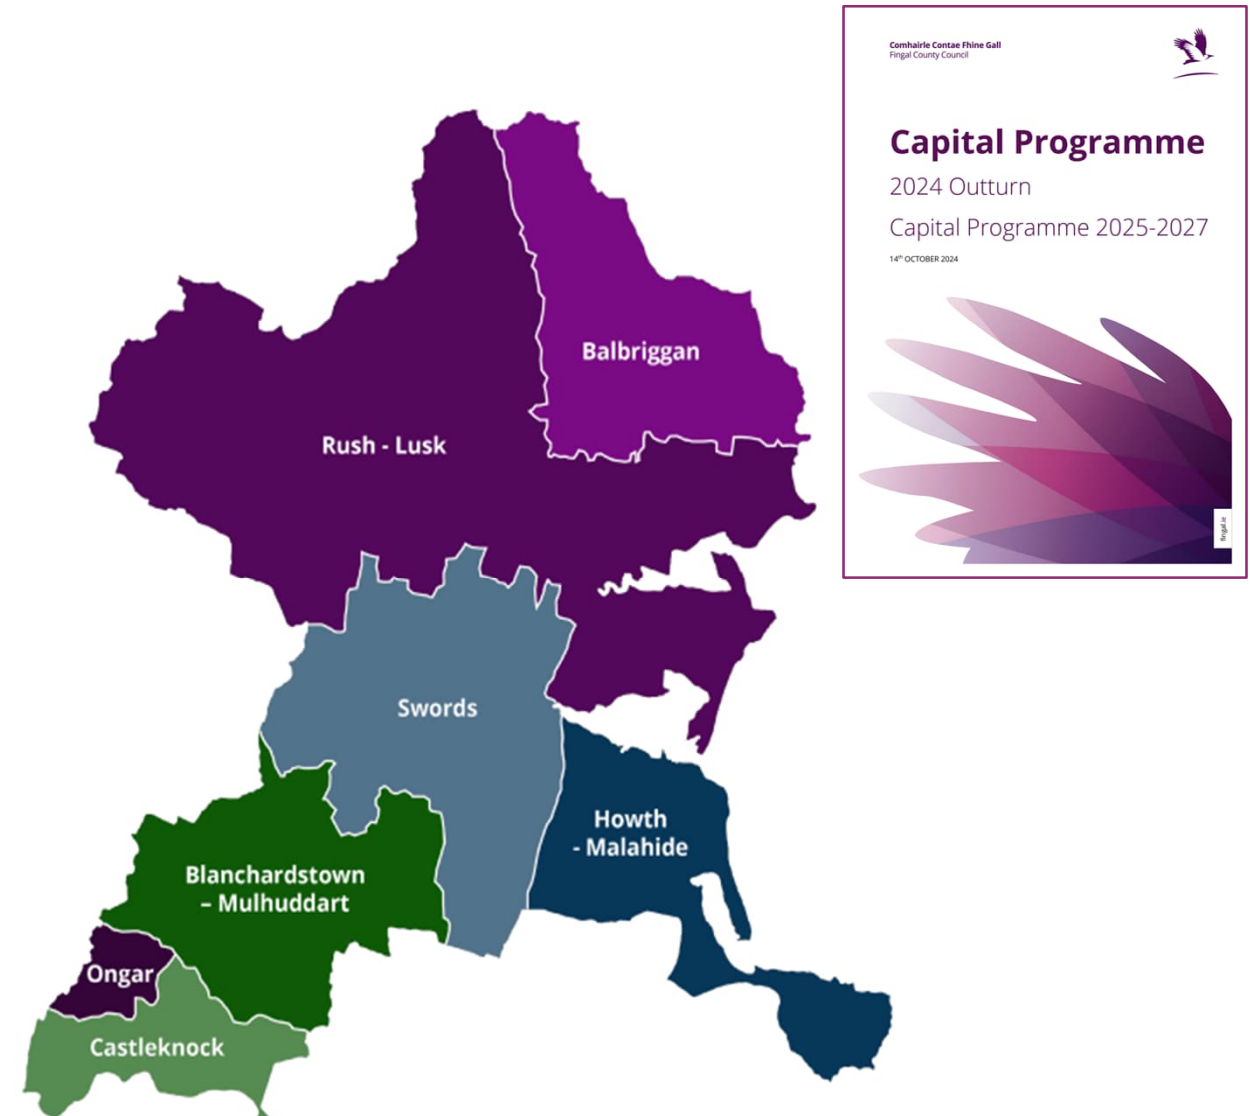 Comhairle Contae Fhine Gall
Fingal County Council
Capital Programme
2024 Outturn
Capital Programme 2025-2027
14th OCTOBER 2024
fingal.ie
Balbriggan
Rush - Lusk
Swords
Howth
- Malahide
Blanchardstown
– Mulhuddart
Ongar
Castleknock